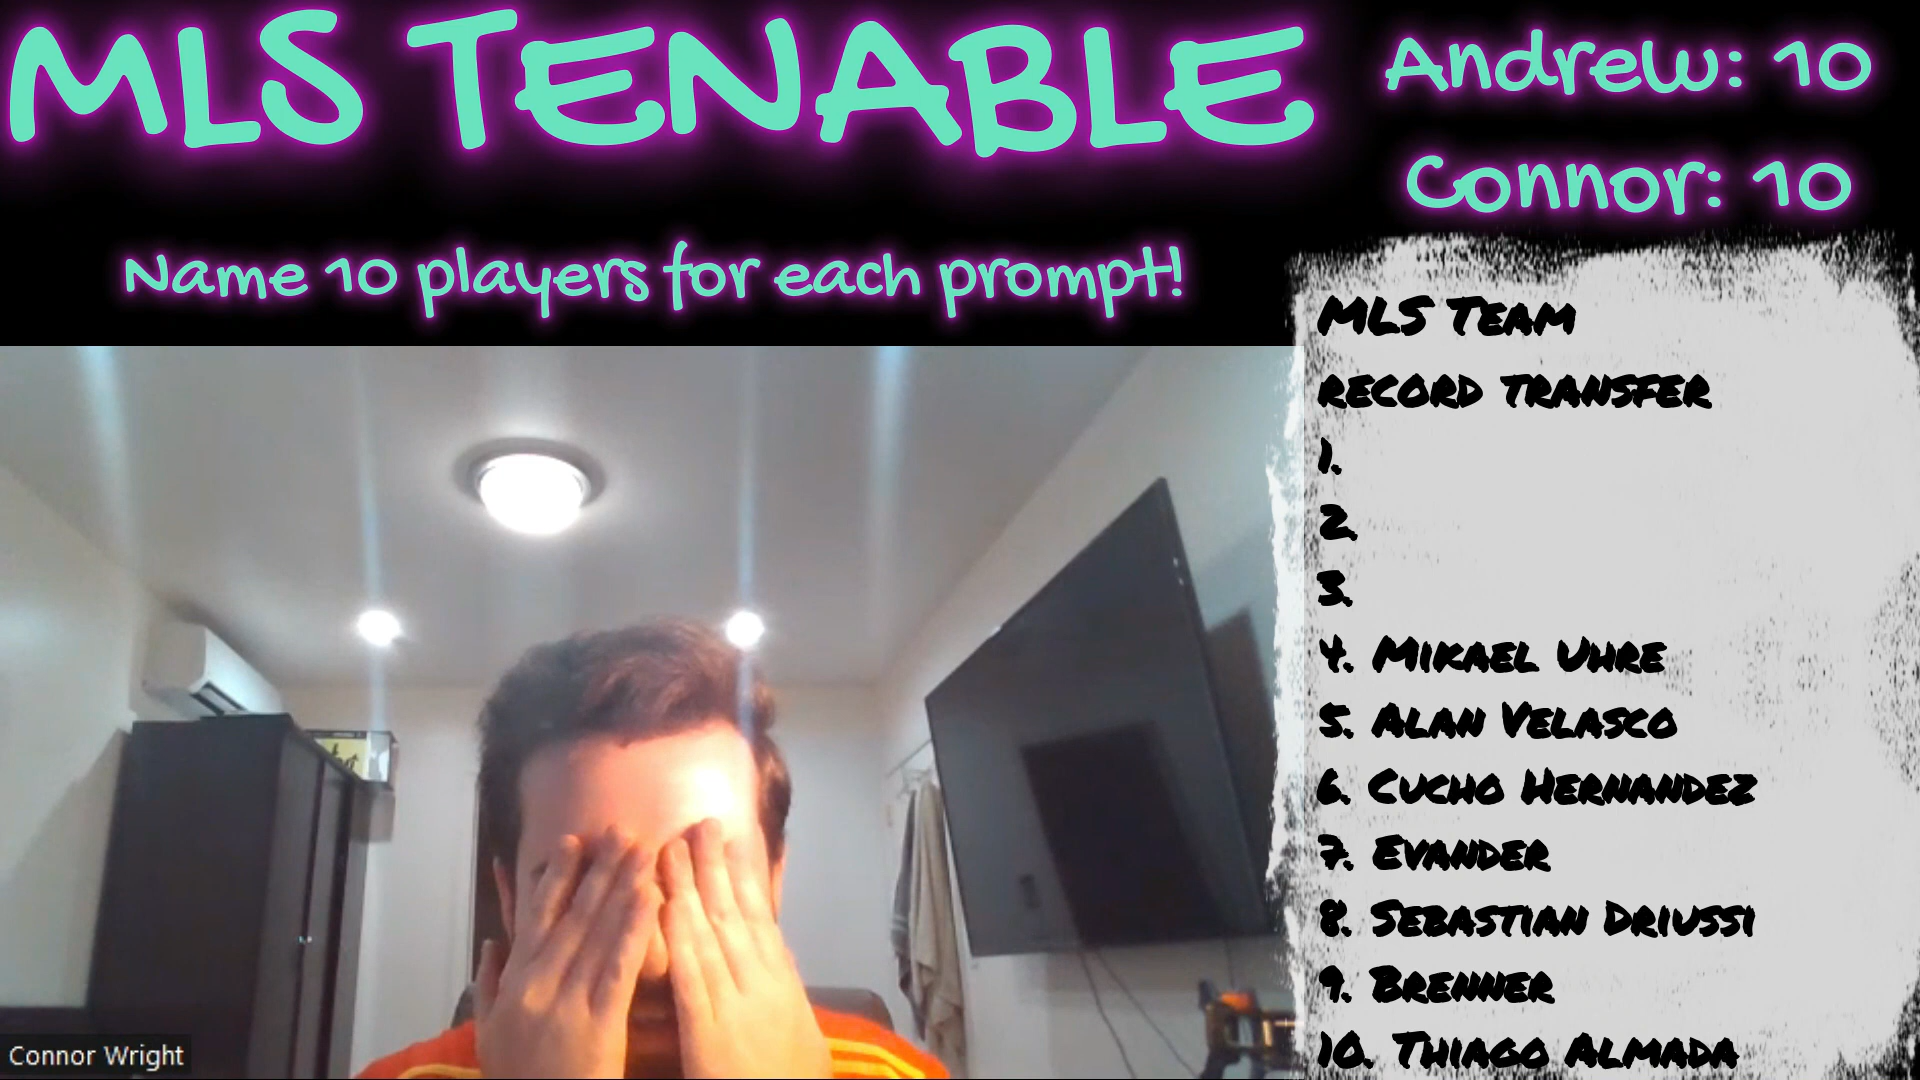 MLS TENABLE
Andrew: 10
Connor: 10
Name 10 players for each prompt!
MLS Team
record transfer
1.
2.
3.
4. Mikael Uhre
5. Alan Velasco
6. Cucho Hernandez
7. Evander
8. Sebastian Driussi
9. Brenner
10. Thiago Almada
Connor Wright